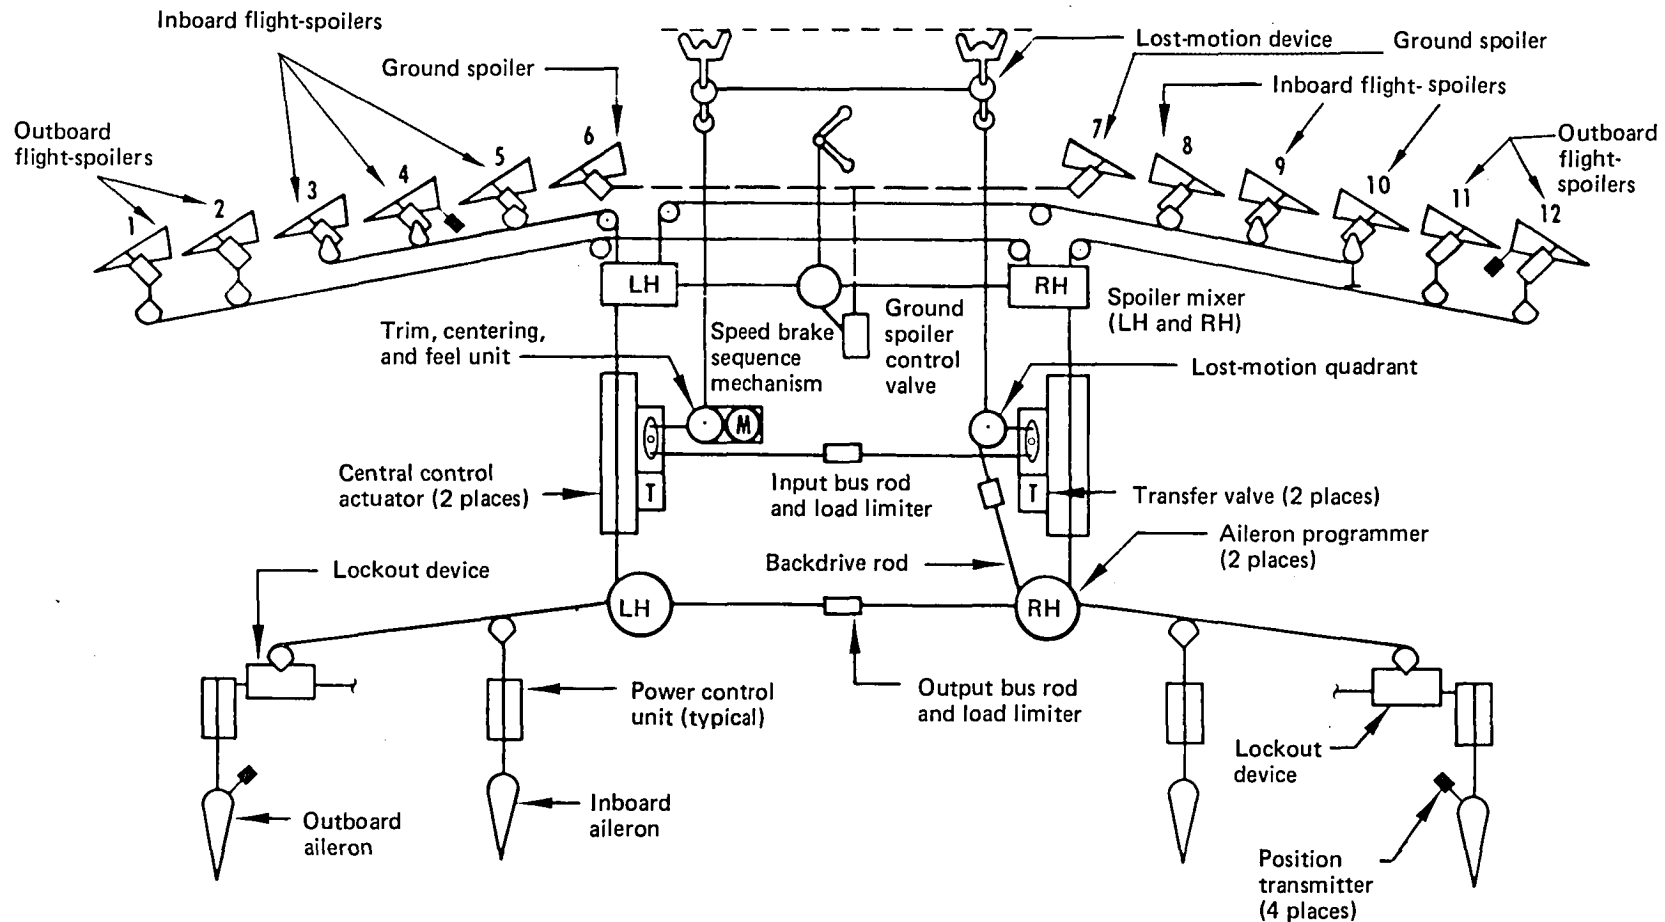 Inboard flight-spoilers
Ground spoiler
Outboard
flight-spoilers
1
2
3
4
5
6
Lost-motion device
Ground spoiler
Inboard flight- spoilers
Outboard
flight-
spoilers
7
8
9
10
11
12
LH
RH
Spoiler mixer
(LH and RH)
Trim, centering,
and feel unit
Speed brake
sequence
mechanism
Ground
spoiler
control
valve
Lost-motion quadrant
M
Central control
actuator (2 places)
T
Input bus rod
and load limiter
T
Transfer valve (2 places)
Aileron programmer
(2 places)
Backdrive rod
Lockout device
LH
RH
Power control
unit (typical)
Output bus rod
and load limiter
Lockout
device
Outboard
aileron
Inboard
aileron
Position
transmitter
(4 places)